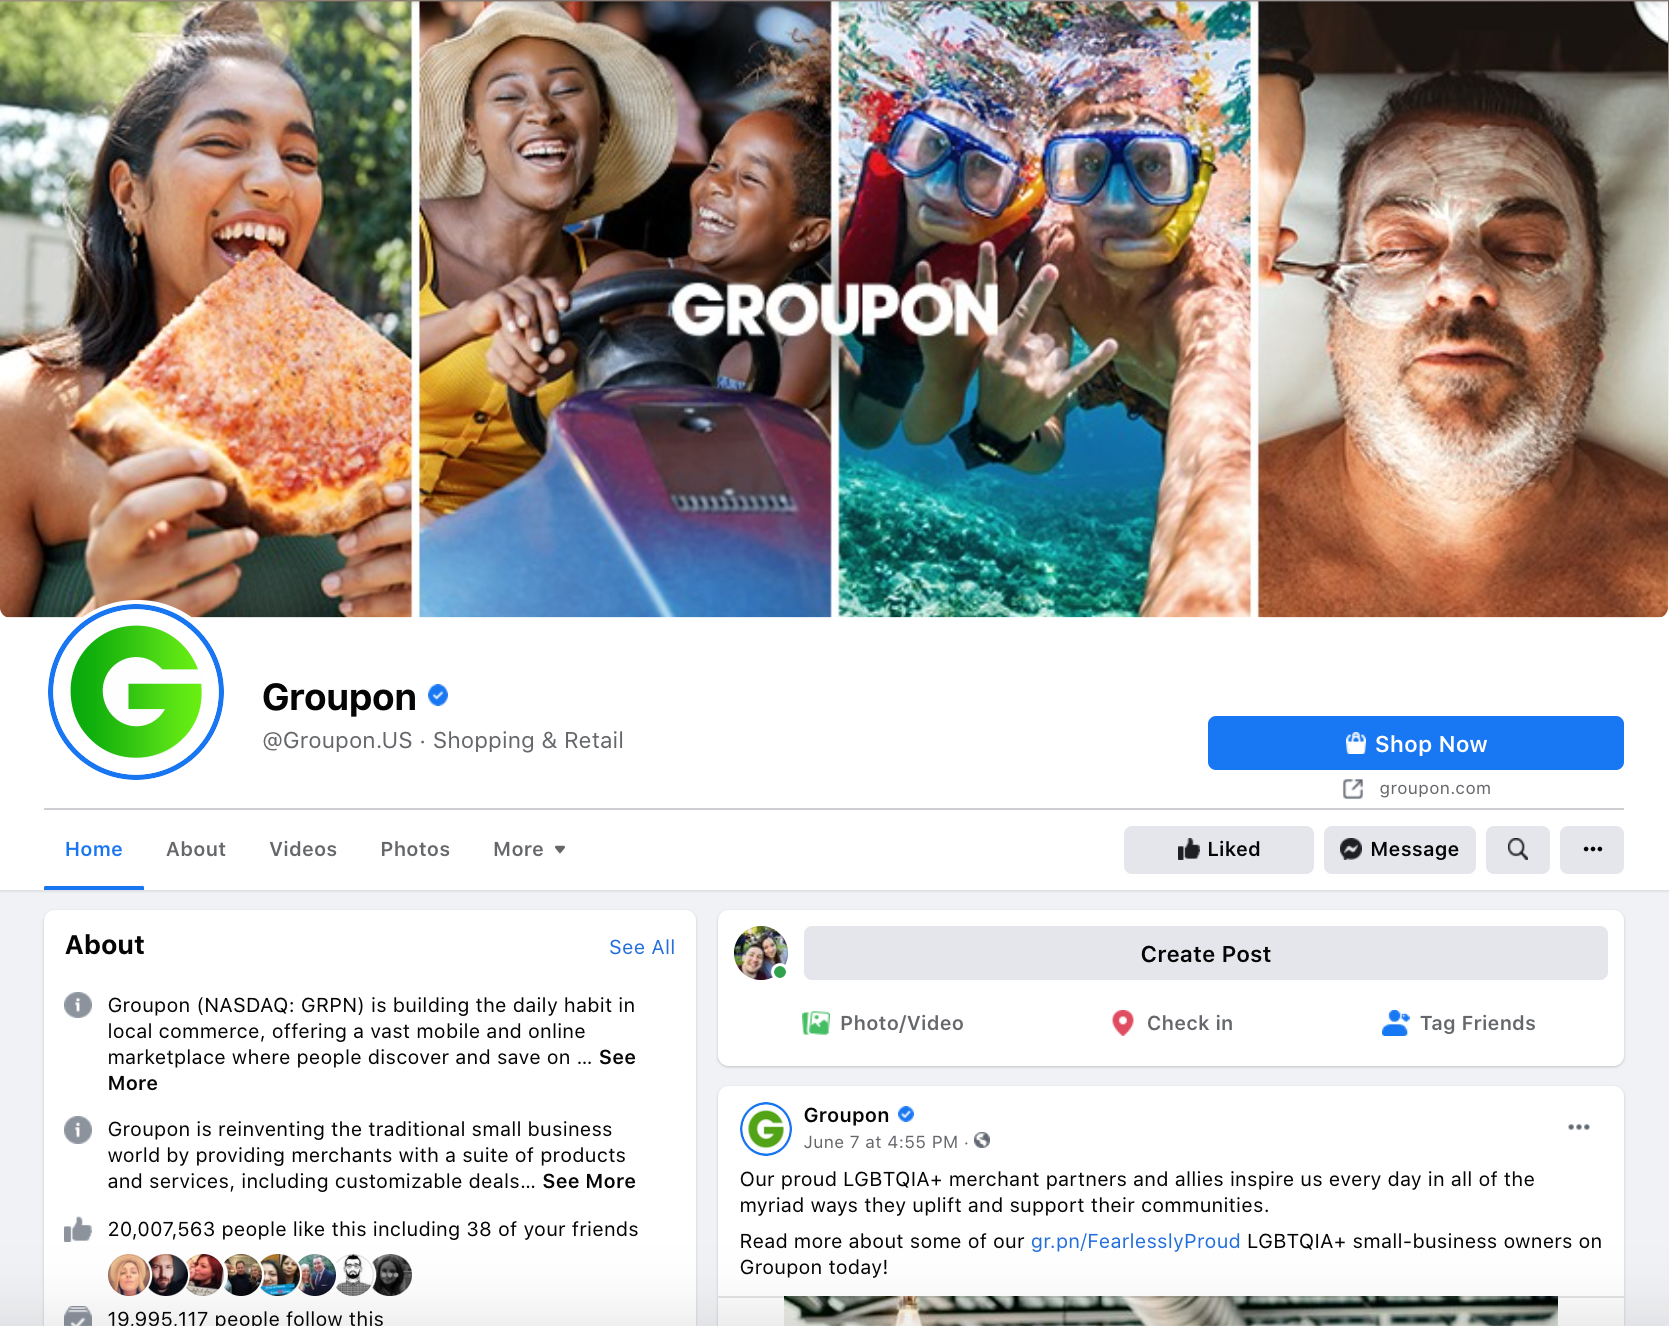 GROUPON
Groupon
@Groupon.US · Shopping & Retail
Shop Now
groupon.com
Home
About
Videos
Photos
More
Liked
Message
About
See All
Groupon (NASDAQ: GRPN) is building the daily habit in
local commerce, offering a vast mobile and online
marketplace where people discover and save on ... See
More
Groupon is reinventing the traditional small business
world by providing merchants with a suite of products
and services, including customizable deals... See More
20,007,563 people like this including 38 of your friends
19,995,117 people follow this
Create Post
Photo/Video
Check in
Tag Friends
Groupon
June 7 at 4:55 PM ·
Our proud LGBTQIA+ merchant partners and allies inspire us every day in all of the
myriad ways they uplift and support their communities.
Read more about some of our gr.pn/FearlesslyProud LGBTQIA+ small-business owners on
Groupon today!